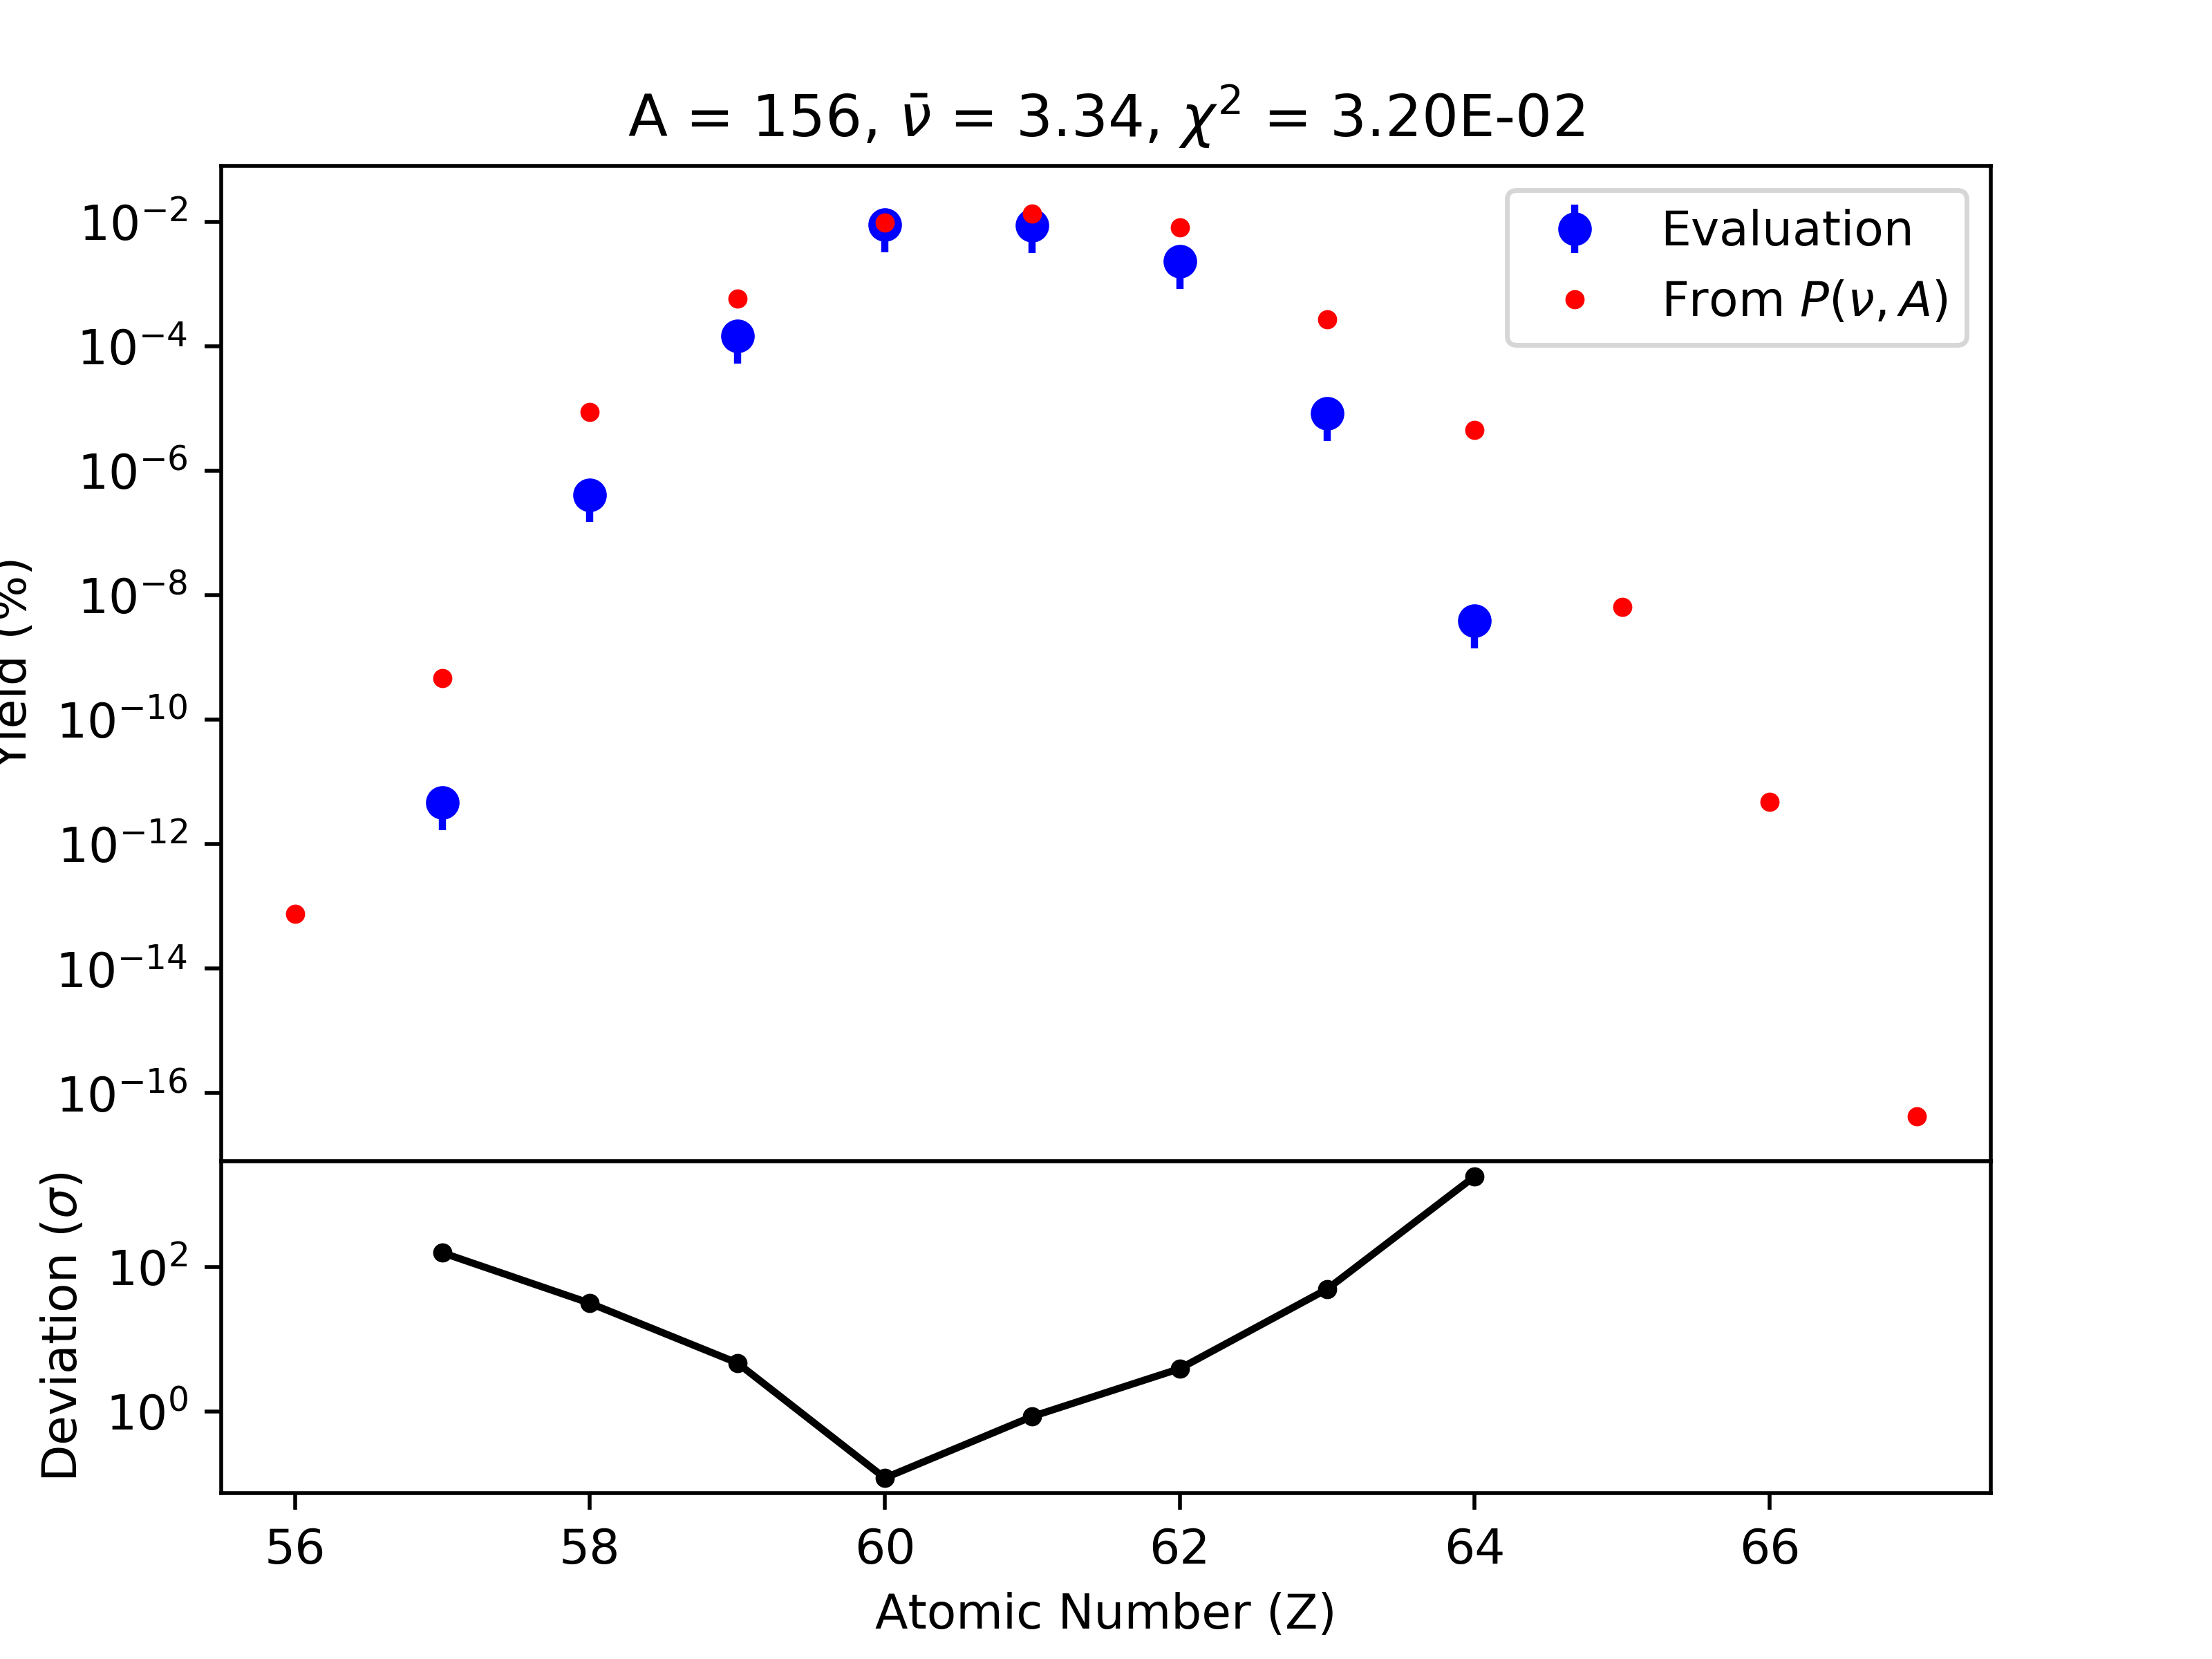 A = 156, ν̄ = 3.34, χ² = 3.20E-02
Evaluation
From P(ν, A)
10⁻²
10⁻⁴
10⁻⁶
10⁻⁸
10⁻¹⁰
10⁻¹²
10⁻¹⁴
10⁻¹⁶
Yield (%)
10²
10⁰
Deviation (σ)
56 58 60 62 64 66
Atomic Number (Z)